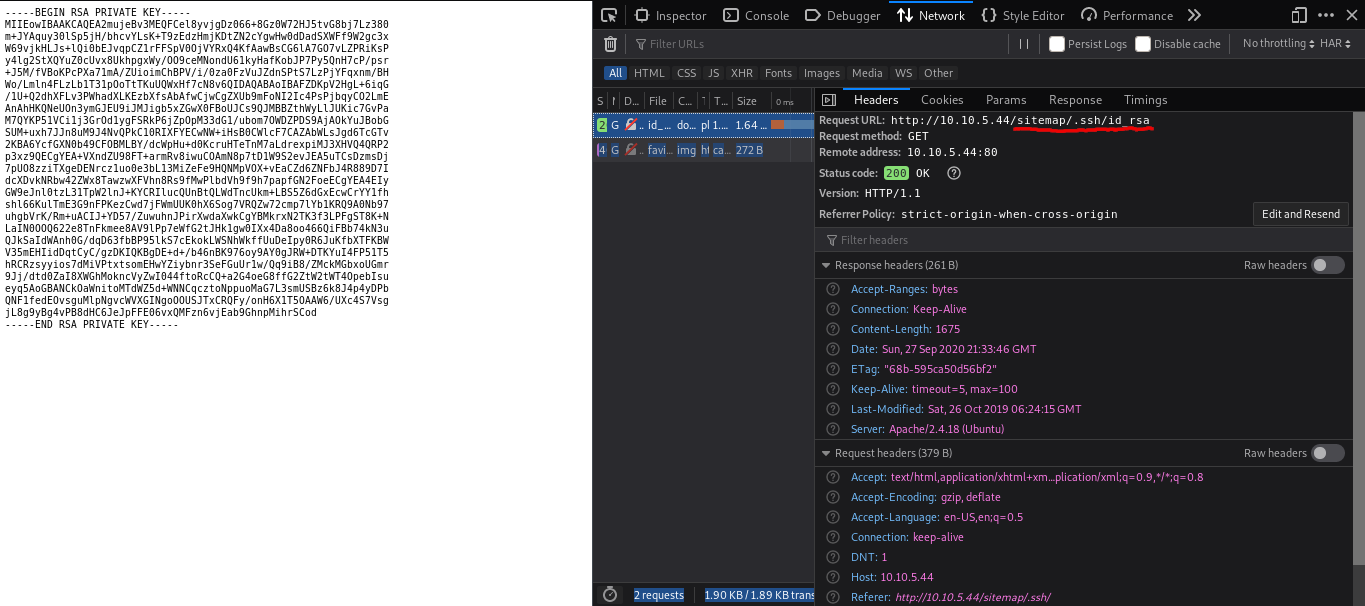 -----BEGIN RSA PRIVATE KEY-----
MIIEowIBAAKCAQEA2mujeBv3MEQFCel8yvjgDz066+8Gz0W72HJ5tvG8bj7Lz380
m+JYAquy30lSp5jH/bhcvYLsK+T9zEdzHmjKDtZN2cYgwHw0dDadSXWFf9W2gc3x
W69vjkHLJs+lQi0bEJvqpCZ1rFFSpV0OjVYRxQ4KfAawBsCG6lA7GO7vLZPRiKsP
y4lg2StXQYuZ0cUvx8UkhpgxWy/OO9ceMNondU61kyHafKobJP7Py5QnH7cP/psr
+J5M/fVBoKPcPXa71mA/ZUioimChBPV/i/0za0FzVuJZdnSPtS7LzPjYFqxnm/BH
Wo/Lmln4FLzLb1T31pOoTtTKuUQWxHf7cN8v6QIDAQABAoIBAFZDKpV2HgL+6iqG
/1U+Q2dhXFLv3PWhadXLKEzbXfsAbAfwCjwCgZXUb9mFoNI2Ic4PsPjbqyCO2LmE
AnAhHKQNeUOn3ymGJEU9iJMJigb5xZGwX0FBoUJCs9QJMBBZthWyLlJUKic7GvPa
M7QYKP51VCi1j3GrOd1ygFSRkP6jZpOpM33dG1/ubom7OWDZPDS9AjAOkYuJBobG
SUM+uxh7JJn8uM9J4NvQPkC10RIXFYECwNW+iHsB0CWlcF7CAZAbWLsJgd6TcGTv
2KBA6YcfGXN0b49CFOBMLBY/dcWpHu+d0KcruHTeTnM7aLdrexpiMJ3XHVQ4QRP2
p3xz9QECgYEA+VXndZU98FT+armRv8iwuCOAmN8p7tD1W9S2evJEA5uTCsDzmsDj
7pUO8zziTXgeDENrcz1uo0e3bL13MiZeFe9HQNMpVOX+vEaCZd6ZNFbJ4R889D7I
dcXDvkNRbw42ZWx8TawzwXFVhn8Rs9fMwPlbdVh9f9h7papfGN2FoeECgYEA4EIy
GW9eJnl0tzL31TpW2lnJ+KYCRIlucQUnBtQLWdTncUkm+LBS5Z6dGxEcwCrYY1fh
shl66KulTmE3G9nFPKezCwd7jFWmUUK0hX6Sog7VRQZw72cmp7lYb1KRQ9A0Nb97
uhgbVrK/Rm+uACIJ+YD57/ZuwuhnJPirXwdaXwkCgYBMkrxN2TK3f3LPFgST8K+N
LaIN0OOQ622e8TnFkmee8AV9lPp7eWfG2tJHk1gw0IXx4Da8oo466QiFBb74kN3u
QJkSaIdWAnh0G/dqD63fbBP95lkS7cEkokLWSNhWkffUuDeIpy0R6JuKfbXTFKBW
V35mEHIidDqtCyC/gzDKIQKBgDE+d+/b46nBK976oy9AY0gJRW+DTKYuI4FP51T5
hRCRzsyyios7dMiVPtxtsomEHwYZiybnr3SeFGuUr1w/Qq9iB8/ZMckMGbxoUGmr
9Jj/dtd0ZaI8XWGhMokncVyZwI044ftoRcCQ+a2G4oeG8ffG2ZtW2tWT4OpebIsu
eyq5AoGBANCkOaWnitoMTdWZ5d+WNNCqcztoNppuoMaG7L3smUSBz6k8J4p4yDPb
QNF1fedEOvsguMlpNgvcWVXGINgoOOUSJTxCRQFy/onH6X1T5OAAW6/UXc4S7Vsg
jL8g9yBg4vPB8dHC6JeJpFFE06vxQMFzn6vjEab9GhnpMihrSCod
-----END RSA PRIVATE KEY-----
Inspector Console Debugger Network Style Editor Performance
Filter URLs Persist Logs Disable cache No throttling HAR
All HTML CSS JS XHR Fonts Images Media WS Other
S M D... File C... T T... Size 0 ms
2 G .. id_... do... pl 1.... 1.64 ...
4 G .. favi... img ht ca... 272 B
2 requests 1.90 KB / 1.89 KB trans
Headers Cookies Params Response Timings
Request URL: http://10.10.5.44/sitemap/.ssh/id_rsa
Request method: GET
Remote address: 10.10.5.44:80
Status code: 200 OK
Version: HTTP/1.1
Referrer Policy: strict-origin-when-cross-origin Edit and Resend
Filter headers
Response headers (261 B) Raw headers
Accept-Ranges: bytes
Connection: Keep-Alive
Content-Length: 1675
Date: Sun, 27 Sep 2020 21:33:46 GMT
ETag: "68b-595ca50d56bf2"
Keep-Alive: timeout=5, max=100
Last-Modified: Sat, 26 Oct 2019 06:24:15 GMT
Server: Apache/2.4.18 (Ubuntu)
Request headers (379 B) Raw headers
Accept: text/html,application/xhtml+xm...plication/xml;q=0.9,*/*;q=0.8
Accept-Encoding: gzip, deflate
Accept-Language: en-US,en;q=0.5
Connection: keep-alive
DNT: 1
Host: 10.10.5.44
Referer: http://10.10.5.44/sitemap/.ssh/